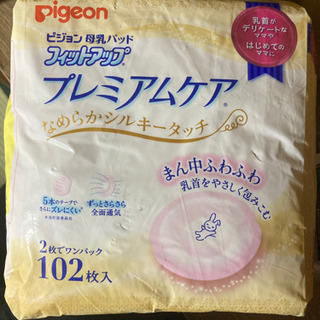 Pigeon
ピジョン 母乳パッド
フィットアップ
プレミアムケア®
なめらかシルキータッチ
乳首が
デリケートな
ママや
はじめての
ママに
5本のテープで
さらにズレにくい*
ずっとさらさら
全面通気
まん中ふわふわ
乳首をやさしく包みこむ
2枚でワンパック
102枚入